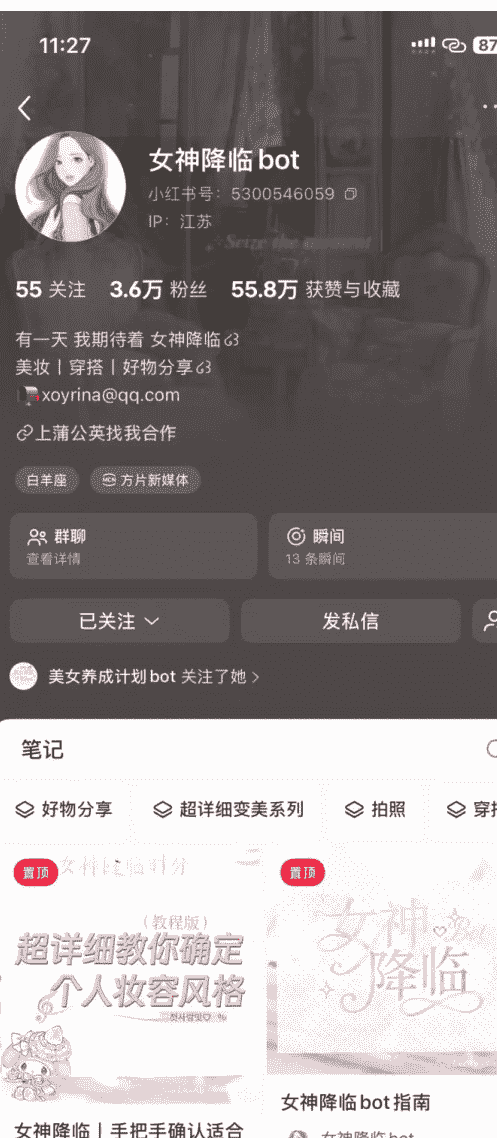 11:27
87
女神降临bot
小红书号：5300546059
IP：江苏
Seize the moment
55 关注 3.6万 粉丝 55.8万 获赞与收藏
有一天 我期待着 女神降临
美妆丨穿搭丨好物分享
xoyrina@qq.com
上蒲公英找我合作
白羊座 方片新媒体
群聊 瞬间
查看详情 13 条瞬间
已关注 发私信
美女养成计划bot 关注了她
笔记
好物分享 超详细变美系列 拍照
置顶 置顶
（教程版）
超详细教你确定
个人妆容风格
女神
降临
女神降临bot指南
女神降临丨手把手确认适合
女神降临bot